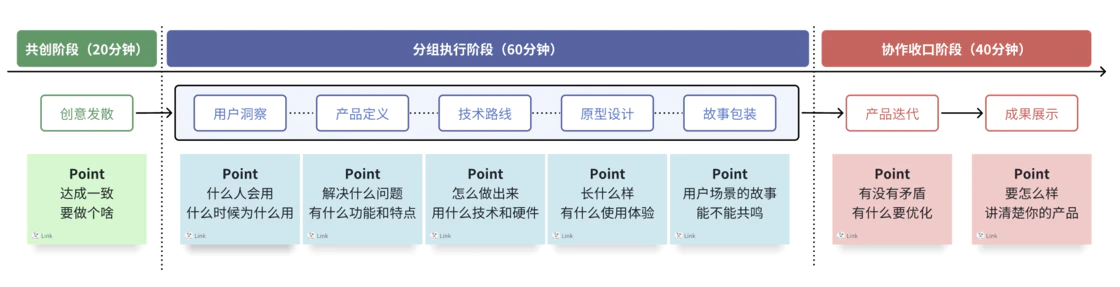 共创阶段（20分钟）
分组执行阶段（60分钟）
协作收口阶段（40分钟）
创意发散
用户洞察
产品定义
技术路线
原型设计
故事包装
产品迭代
成果展示
Point
达成一致
要做个啥
Link
Point
什么人会用
什么时候为什么用
Link
Point
解决什么问题
有什么功能和特点
Link
Point
怎么做出来
用什么技术和硬件
Link
Point
长什么样
有什么使用体验
Link
Point
用户场景的故事
能不能共鸣
Link
Point
有没有矛盾
有什么要优化
Link
Point
要怎么样
讲清楚你的产品
Link